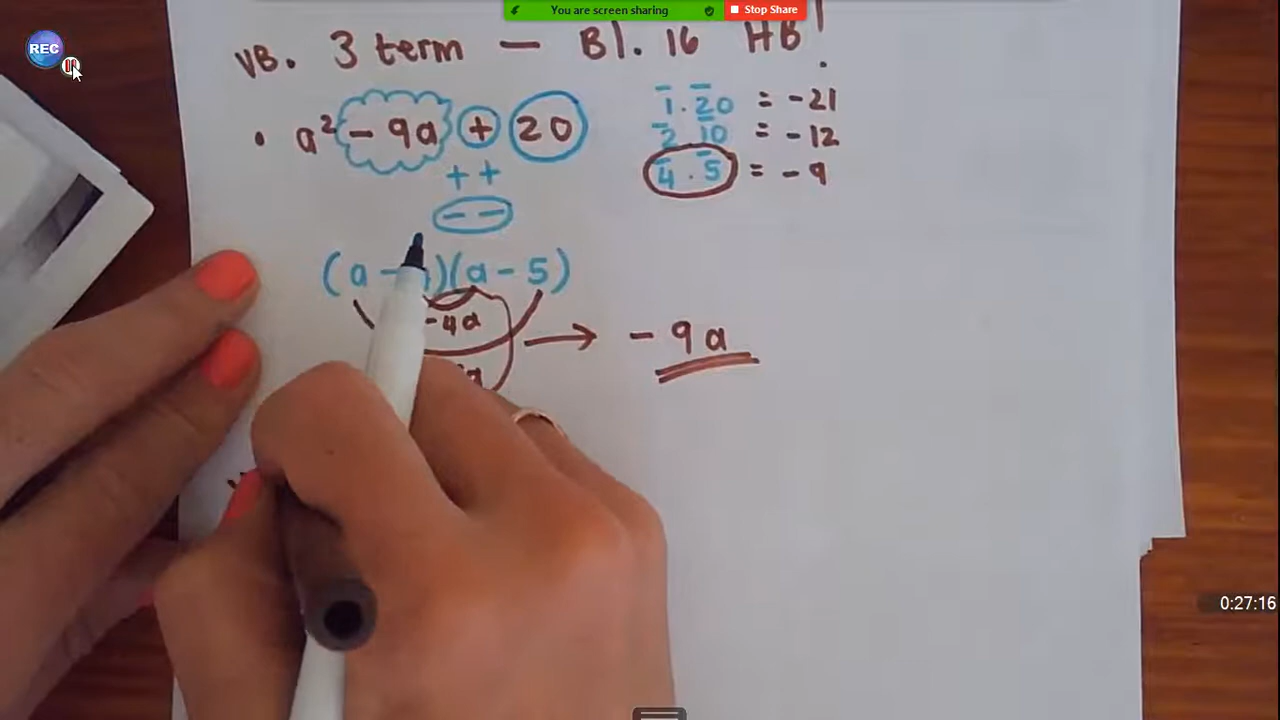 You are screen sharing Stop Share
REC
vB. 3 term — Bl. 16 HB!
• a² - 9a + 20
-1 . -20 = -21
-2 -10 = -12
-4 . -5 = -9
+ +
- -
(a - )(a - 5)
-4a
→ - 9a
a
0:27:16